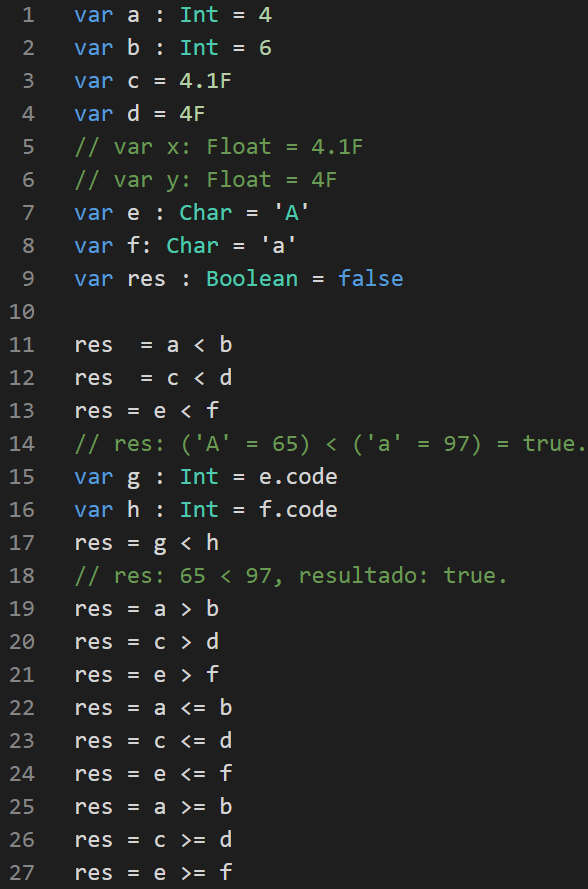 1 var a : Int = 4
2 var b : Int = 6
3 var c = 4.1F
4 var d = 4F
5 // var x: Float = 4.1F
6 // var y: Float = 4F
7 var e : Char = 'A'
8 var f: Char = 'a'
9 var res : Boolean = false
10
11 res  = a < b
12 res  = c < d
13 res = e < f
14 // res: ('A' = 65) < ('a' = 97) = true.
15 var g : Int = e.code
16 var h : Int = f.code
17 res = g < h
18 // res: 65 < 97, resultado: true.
19 res = a > b
20 res = c > d
21 res = e > f
22 res = a <= b
23 res = c <= d
24 res = e <= f
25 res = a >= b
26 res = c >= d
27 res = e >= f